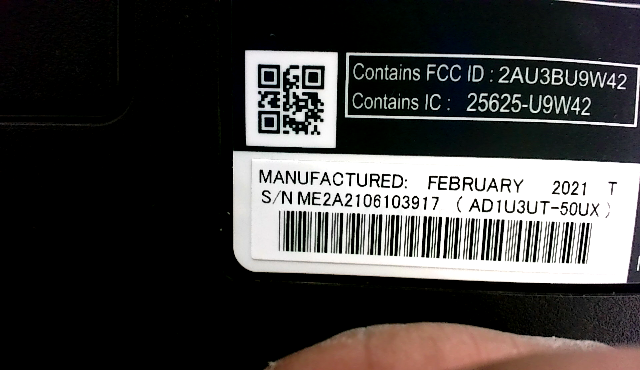 Contains FCC ID : 2AU3BU9W42
Contains IC : 25625-U9W42
MANUFACTURED: FEBRUARY 2021 T
S/N ME2A2106103917 ( AD1U3UT-50UX )